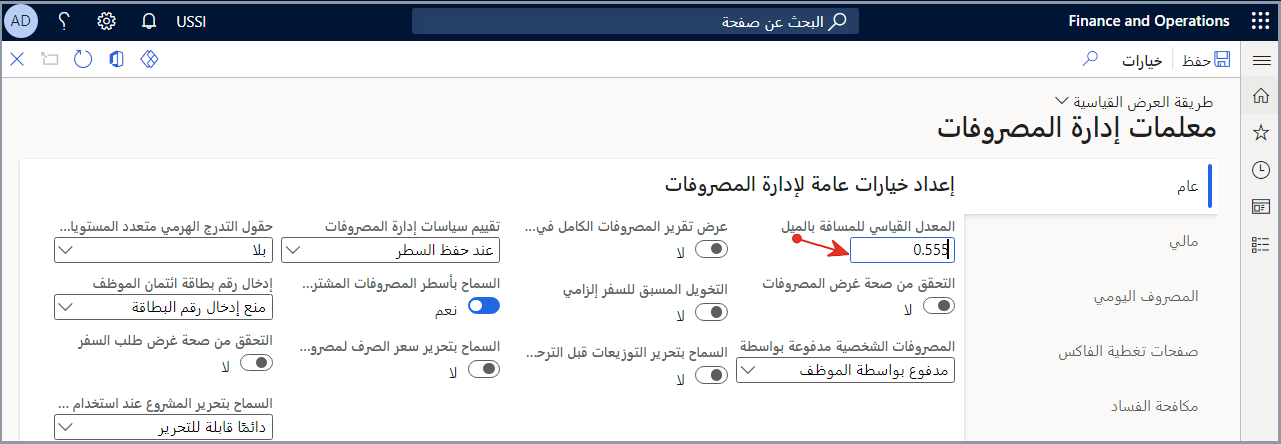 Finance and Operations
البحث عن صفحة
USSI
AD
حفظ
خيارات
طريقة العرض القياسية
معلمات إدارة المصروفات
عام
مالي
المصروف اليومي
صفحات تغطية الفاكس
مكافحة الفساد
إعداد خيارات عامة لإدارة المصروفات
المعدل القياسي للمسافة بالميل
0.555
التحقق من صحة غرض المصروفات
لا
المصروفات الشخصية مدفوعة بواسطة
مدفوع بواسطة الموظف
عرض تقرير المصروفات الكامل في...
لا
التخويل المسبق للسفر إلزامي
لا
السماح بتحرير التوزيعات قبل الترح...
لا
تقييم سياسات إدارة المصروفات
عند حفظ السطر
السماح بأسطر المصروفات المشتر...
نعم
السماح بتحرير سعر الصرف لمصرو...
لا
حقول التدرج الهرمي متعدد المستويا...
بلا
إدخال رقم بطاقة ائتمان الموظف
منع إدخال رقم البطاقة
التحقق من صحة غرض طلب السفر
لا
السماح بتحرير المشروع عند استخدام ...
دائمًا قابلة للتحرير